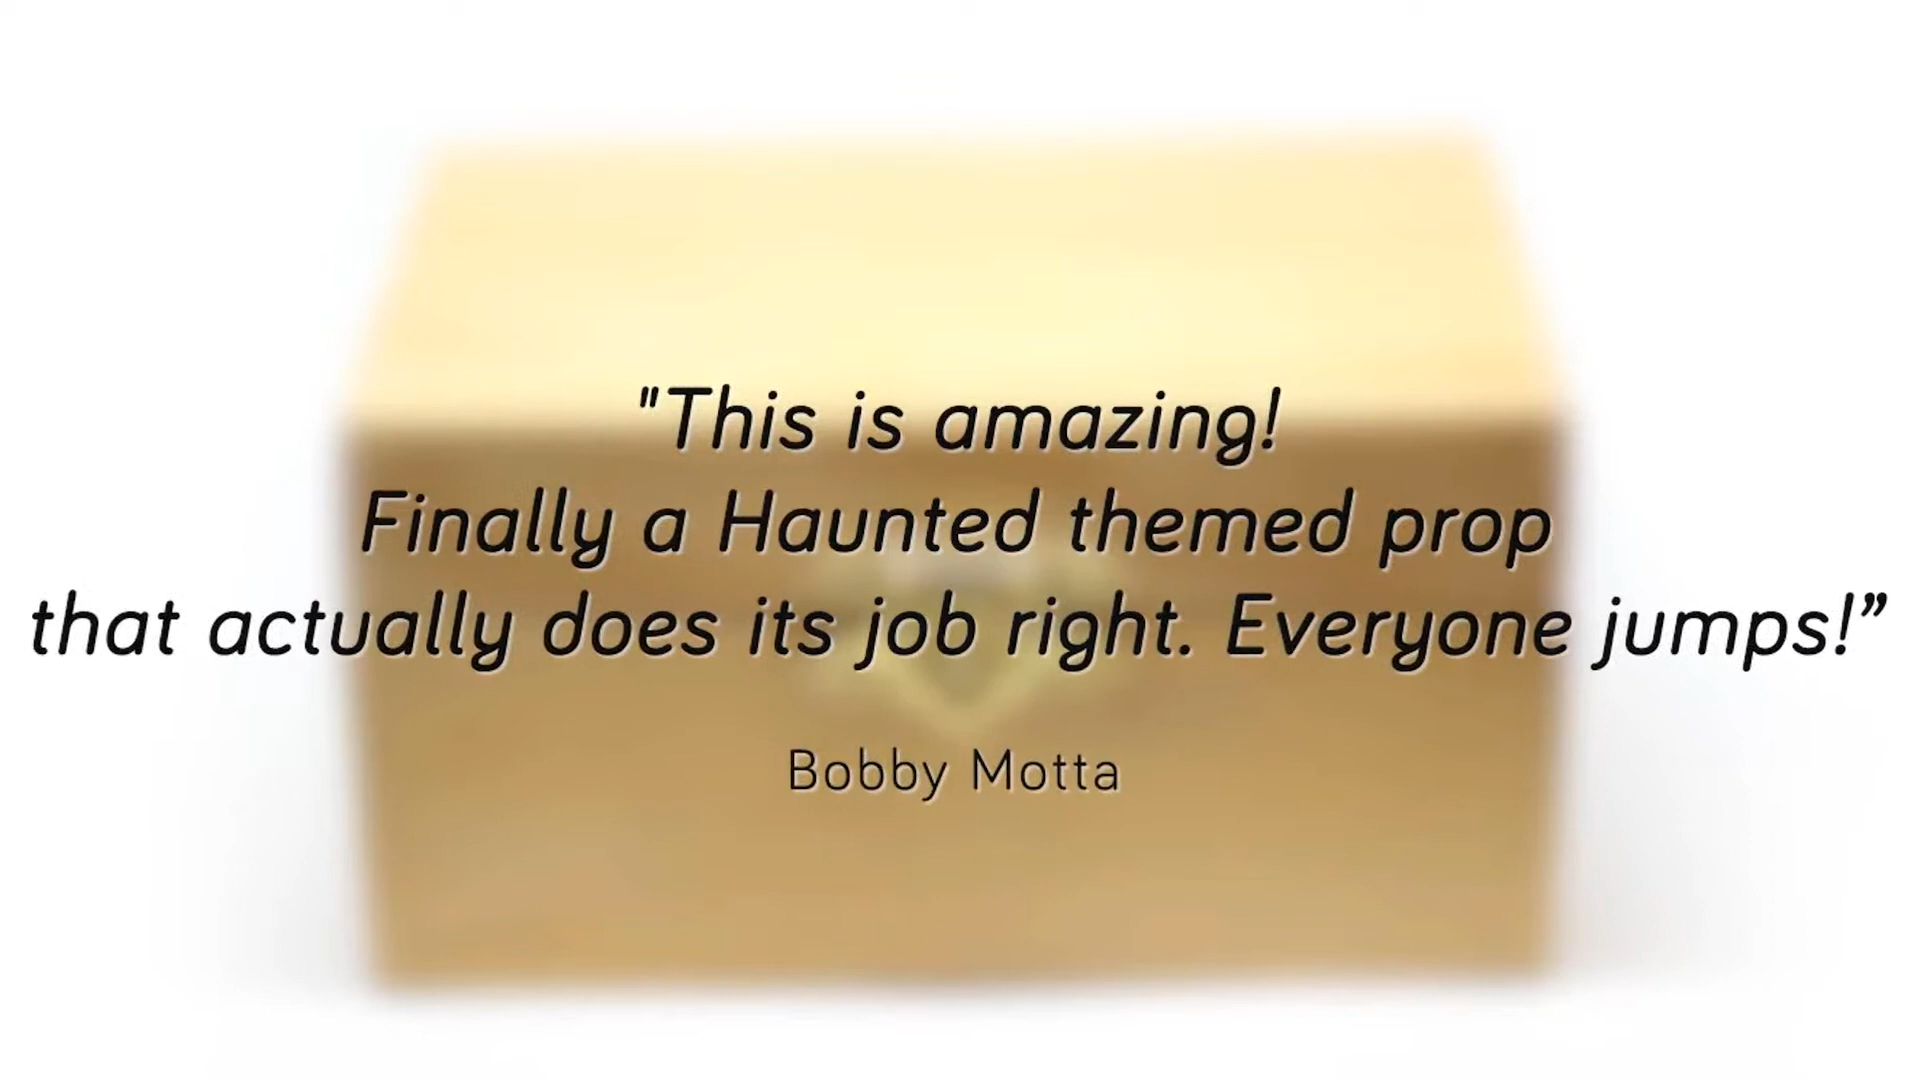 "This is amazing!
Finally a Haunted themed prop
that actually does its job right. Everyone jumps!”
Bobby Motta